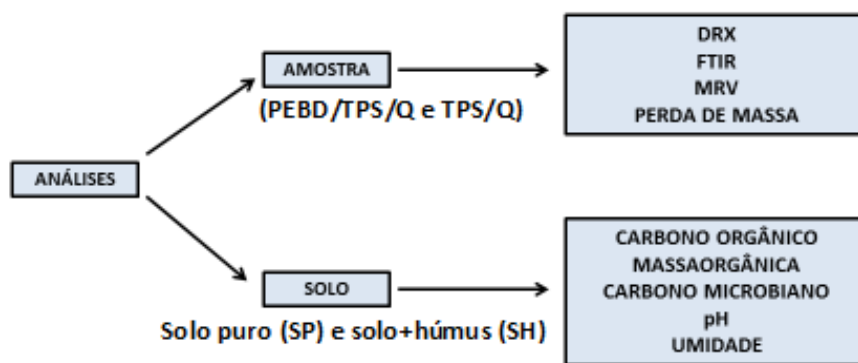 AMOSTRA
(PEBD/TPS/Q e TPS/Q)
DRX
FTIR
MRV
PERDA DE MASSA
ANÁLISES
SOLO
Solo puro (SP) e solo+húmus (SH)
CARBONO ORGÂNICO
MASSAORGÂNICA
CARBONO MICROBIANO
pH
UMIDADE